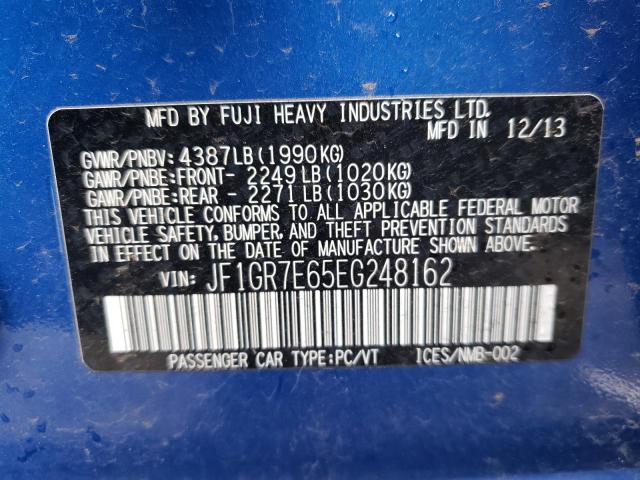 MFD BY FUJI HEAVY INDUSTRIES LTD.
MFD IN 12/13
GVWR/PNBV: 4387LB(1990KG)
GAWR/PNBE:FRONT- 2249LB(1020KG)
GAWR/PNBE:REAR - 2271LB(1030KG)
THIS VEHICLE CONFORMS TO ALL APPLICABLE FEDERAL MOTOR
VEHICLE SAFETY, BUMPER, AND THEFT PREVENTION STANDARDS
IN EFFECT ON THE DATE OF MANUFACTURE SHOWN ABOVE.
VIN: JF1GR7E65EG248162
PASSENGER CAR TYPE:PC/VT ICES/NMB-002